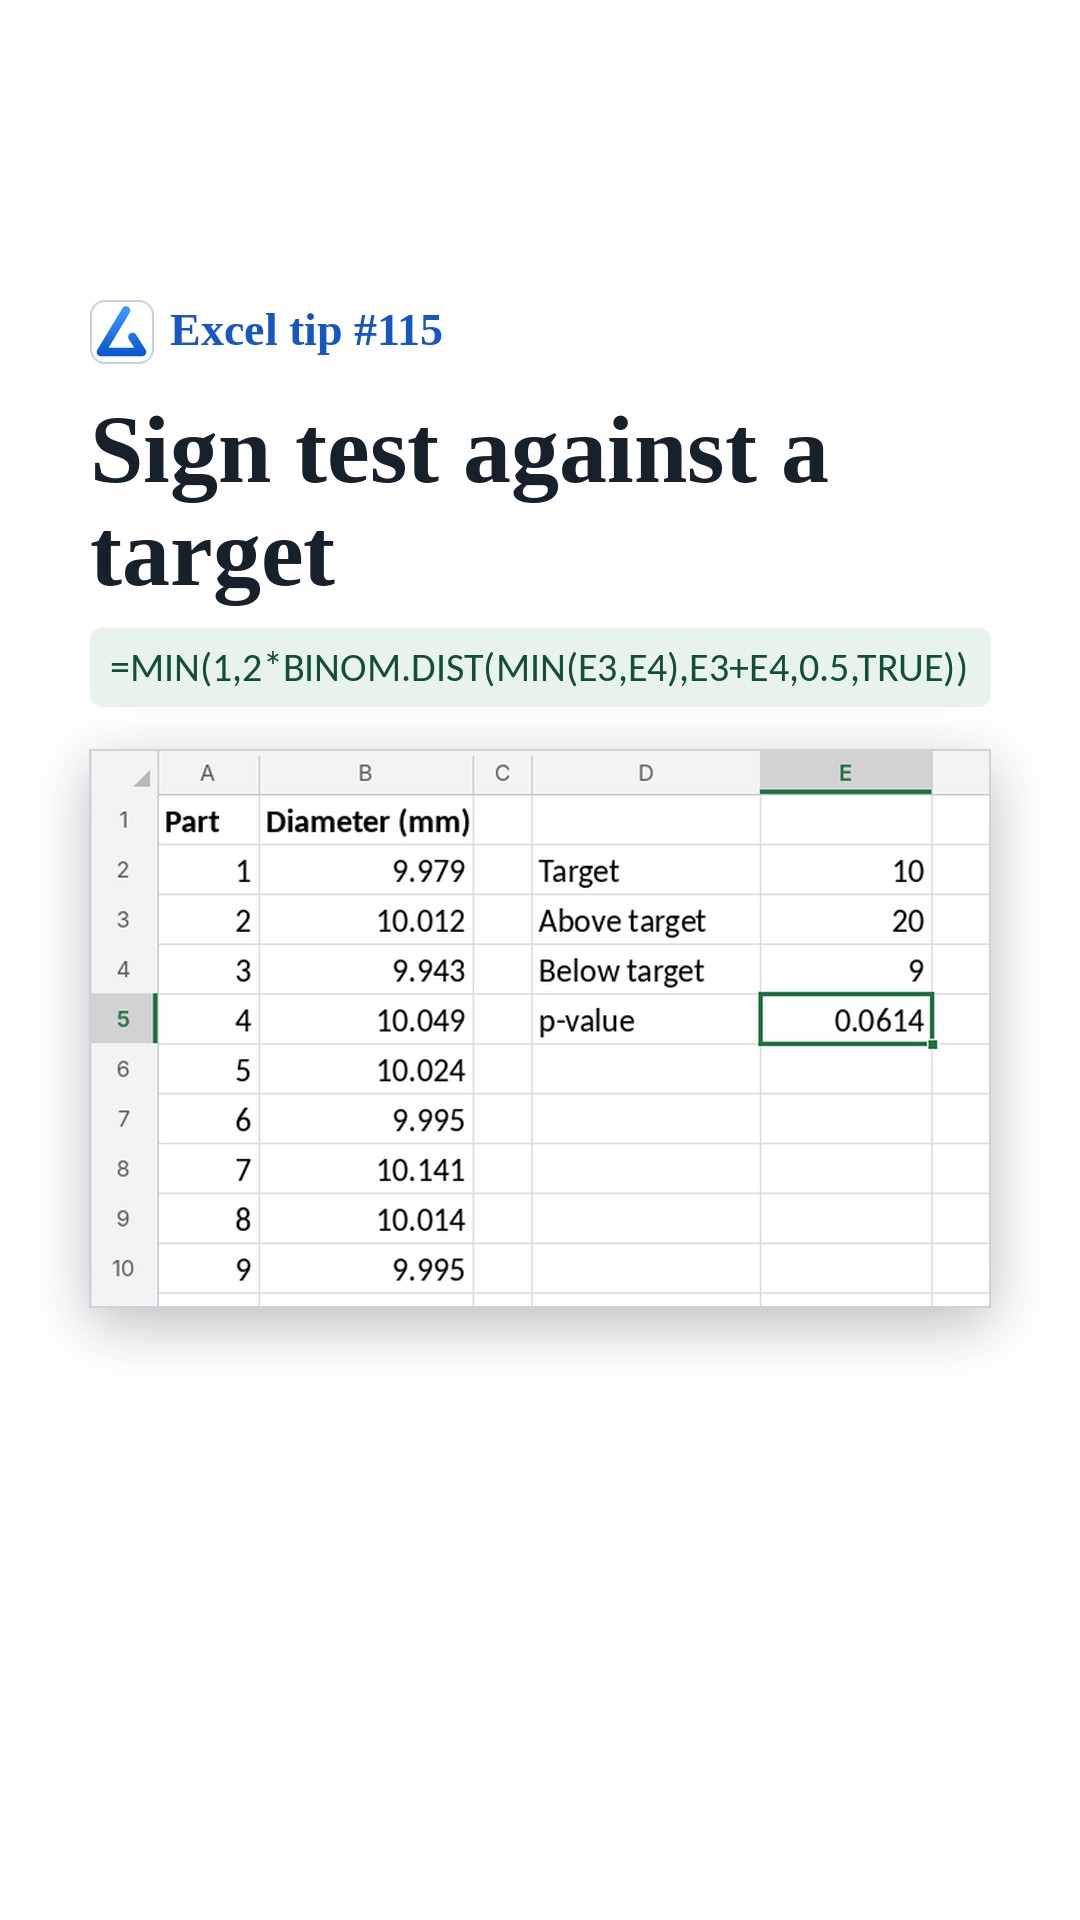 Excel tip #115
Sign test against a
target
=MIN(1,2*BINOM.DIST(MIN(E3,E4),E3+E4,0.5,TRUE))
A B C D E
1 Part Diameter (mm)
2 1 9.979 Target 10
3 2 10.012 Above target 20
4 3 9.943 Below target 9
5 4 10.049 p-value 0.0614
6 5 10.024
7 6 9.995
8 7 10.141
9 8 10.014
10 9 9.995